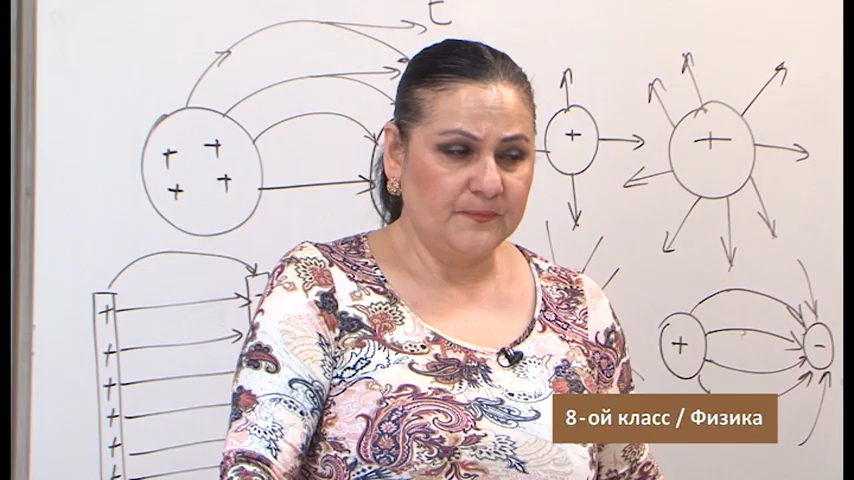 t
+ + + +
+
+
+ -
+ + + + + +
8-ой класс / Физика